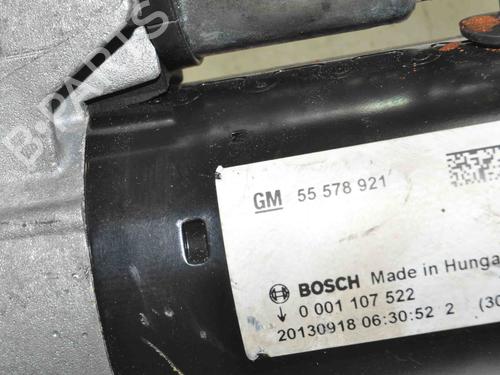 B-PARTS
GM 55 578 921
BOSCH Made in Hunga
0 001 107 522
20130918 06:30:52 2 (30